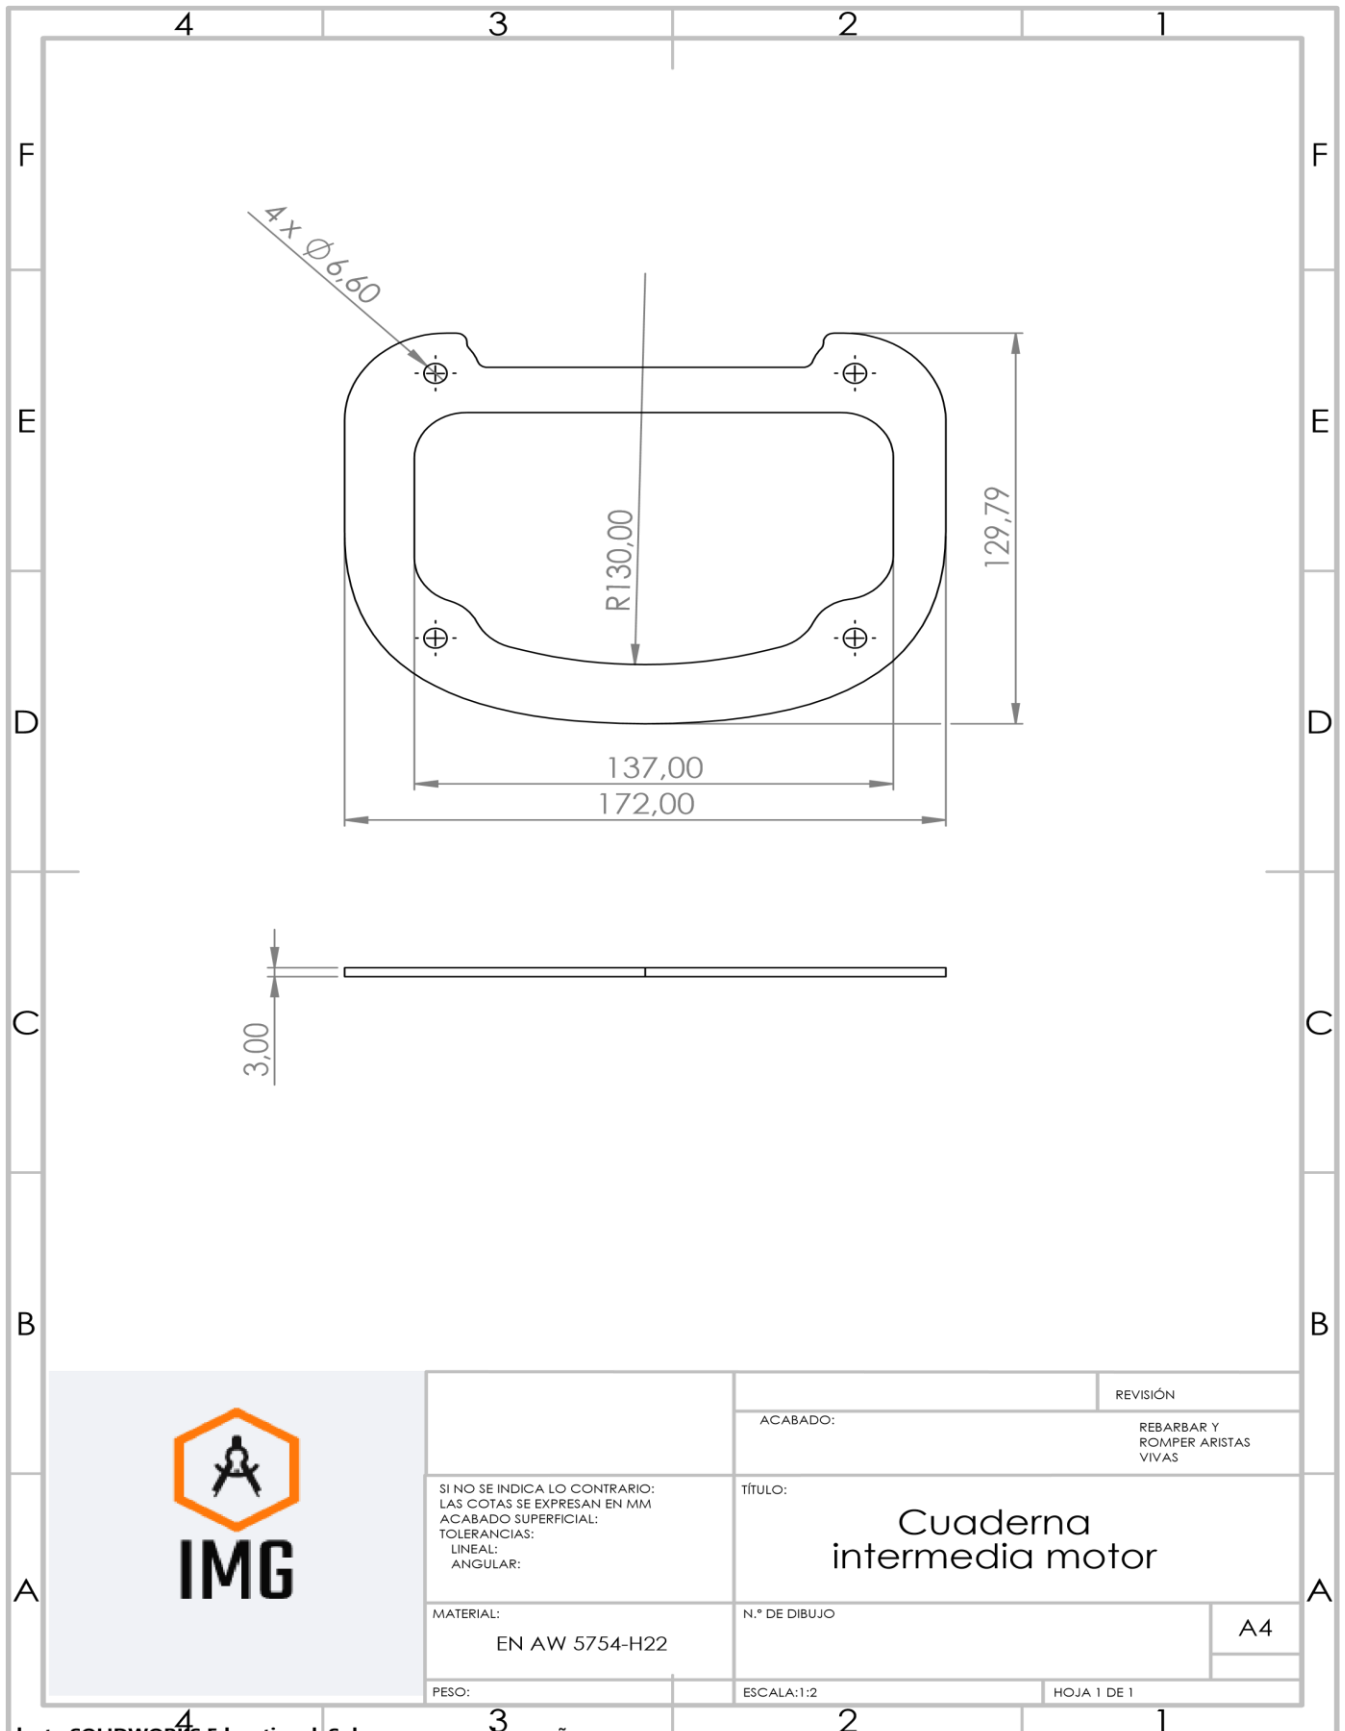 4 3 2 1
F F
4 x Ø6,60
E E
R130,00
129,79
D D
137,00
172,00
C C
3,00
B B
REVISIÓN
ACABADO:
REBARBAR Y
ROMPER ARISTAS
VIVAS
SI NO SE INDICA LO CONTRARIO:
LAS COTAS SE EXPRESAN EN MM
ACABADO SUPERFICIAL:
TOLERANCIAS:
LINEAL:
ANGULAR:
TÍTULO:
Cuaderna
intermedia motor
IMG
A A
MATERIAL:
EN AW 5754-H22
N.º DE DIBUJO
A4
PESO:
ESCALA:1:2
HOJA 1 DE 1
4 3 2 1